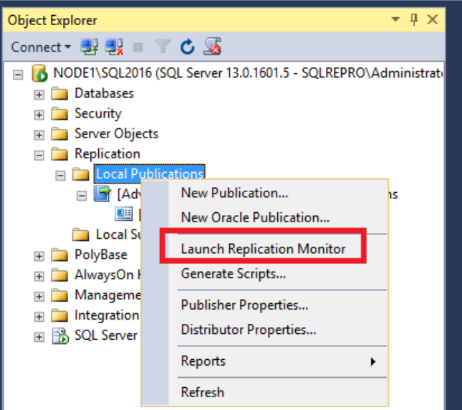 Object Explorer
Connect
NODE1\SQL2016 (SQL Server 13.0.1601.5 - SQLREPRO\Administrat
Databases
Security
Server Objects
Replication
Local Publications
[Ad
ns
New Publication...
New Oracle Publication...
Local Su
Launch Replication Monitor
PolyBase
Generate Scripts...
AlwaysOn H
Manageme
Publisher Properties...
Integration
Distributor Properties...
SQL Server
Reports
Refresh